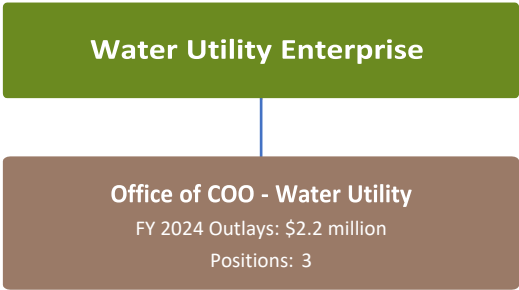 Water Utility Enterprise
Office of COO - Water Utility
FY 2024 Outlays: $2.2 million
Positions: 3